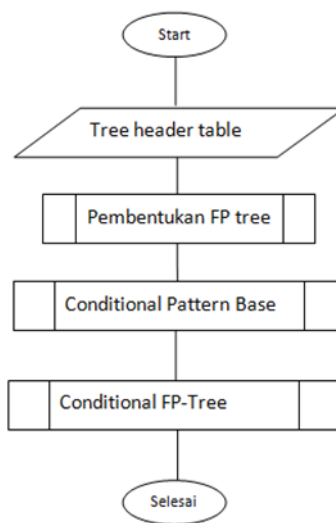 Start
Tree header table
Pembentukan FP tree
Conditional Pattern Base
Conditional FP-Tree
Selesai